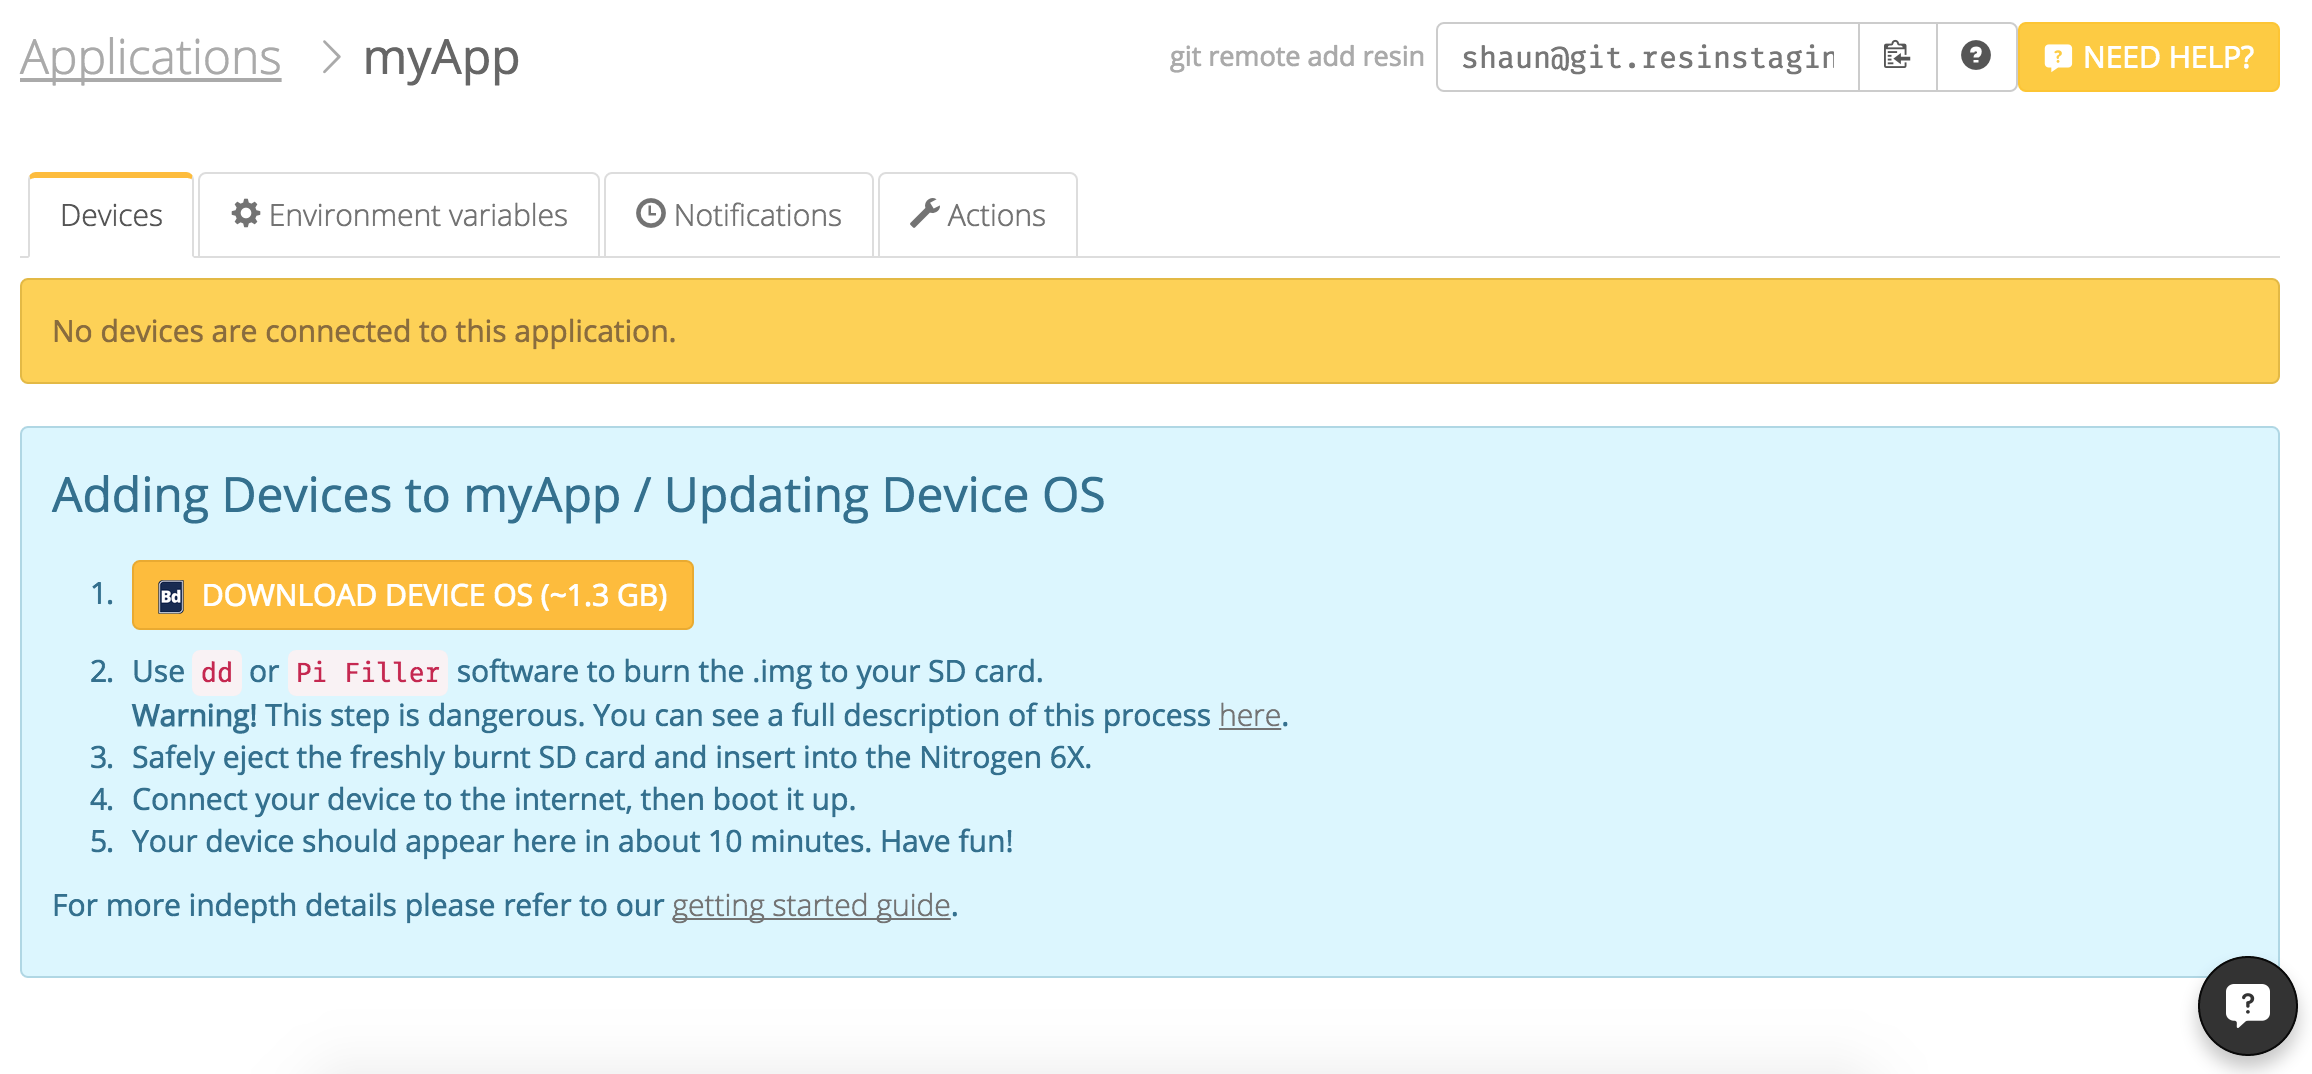 Applications > myApp
git remote add resin shaun@git.resinstagin
NEED HELP?
Devices
Environment variables
Notifications
Actions
No devices are connected to this application.
Adding Devices to myApp / Updating Device OS
1. Bd DOWNLOAD DEVICE OS (~1.3 GB)
2. Use dd or Pi Filler software to burn the .img to your SD card.
Warning! This step is dangerous. You can see a full description of this process here.
3. Safely eject the freshly burnt SD card and insert into the Nitrogen 6X.
4. Connect your device to the internet, then boot it up.
5. Your device should appear here in about 10 minutes. Have fun!
For more indepth details please refer to our getting started guide.